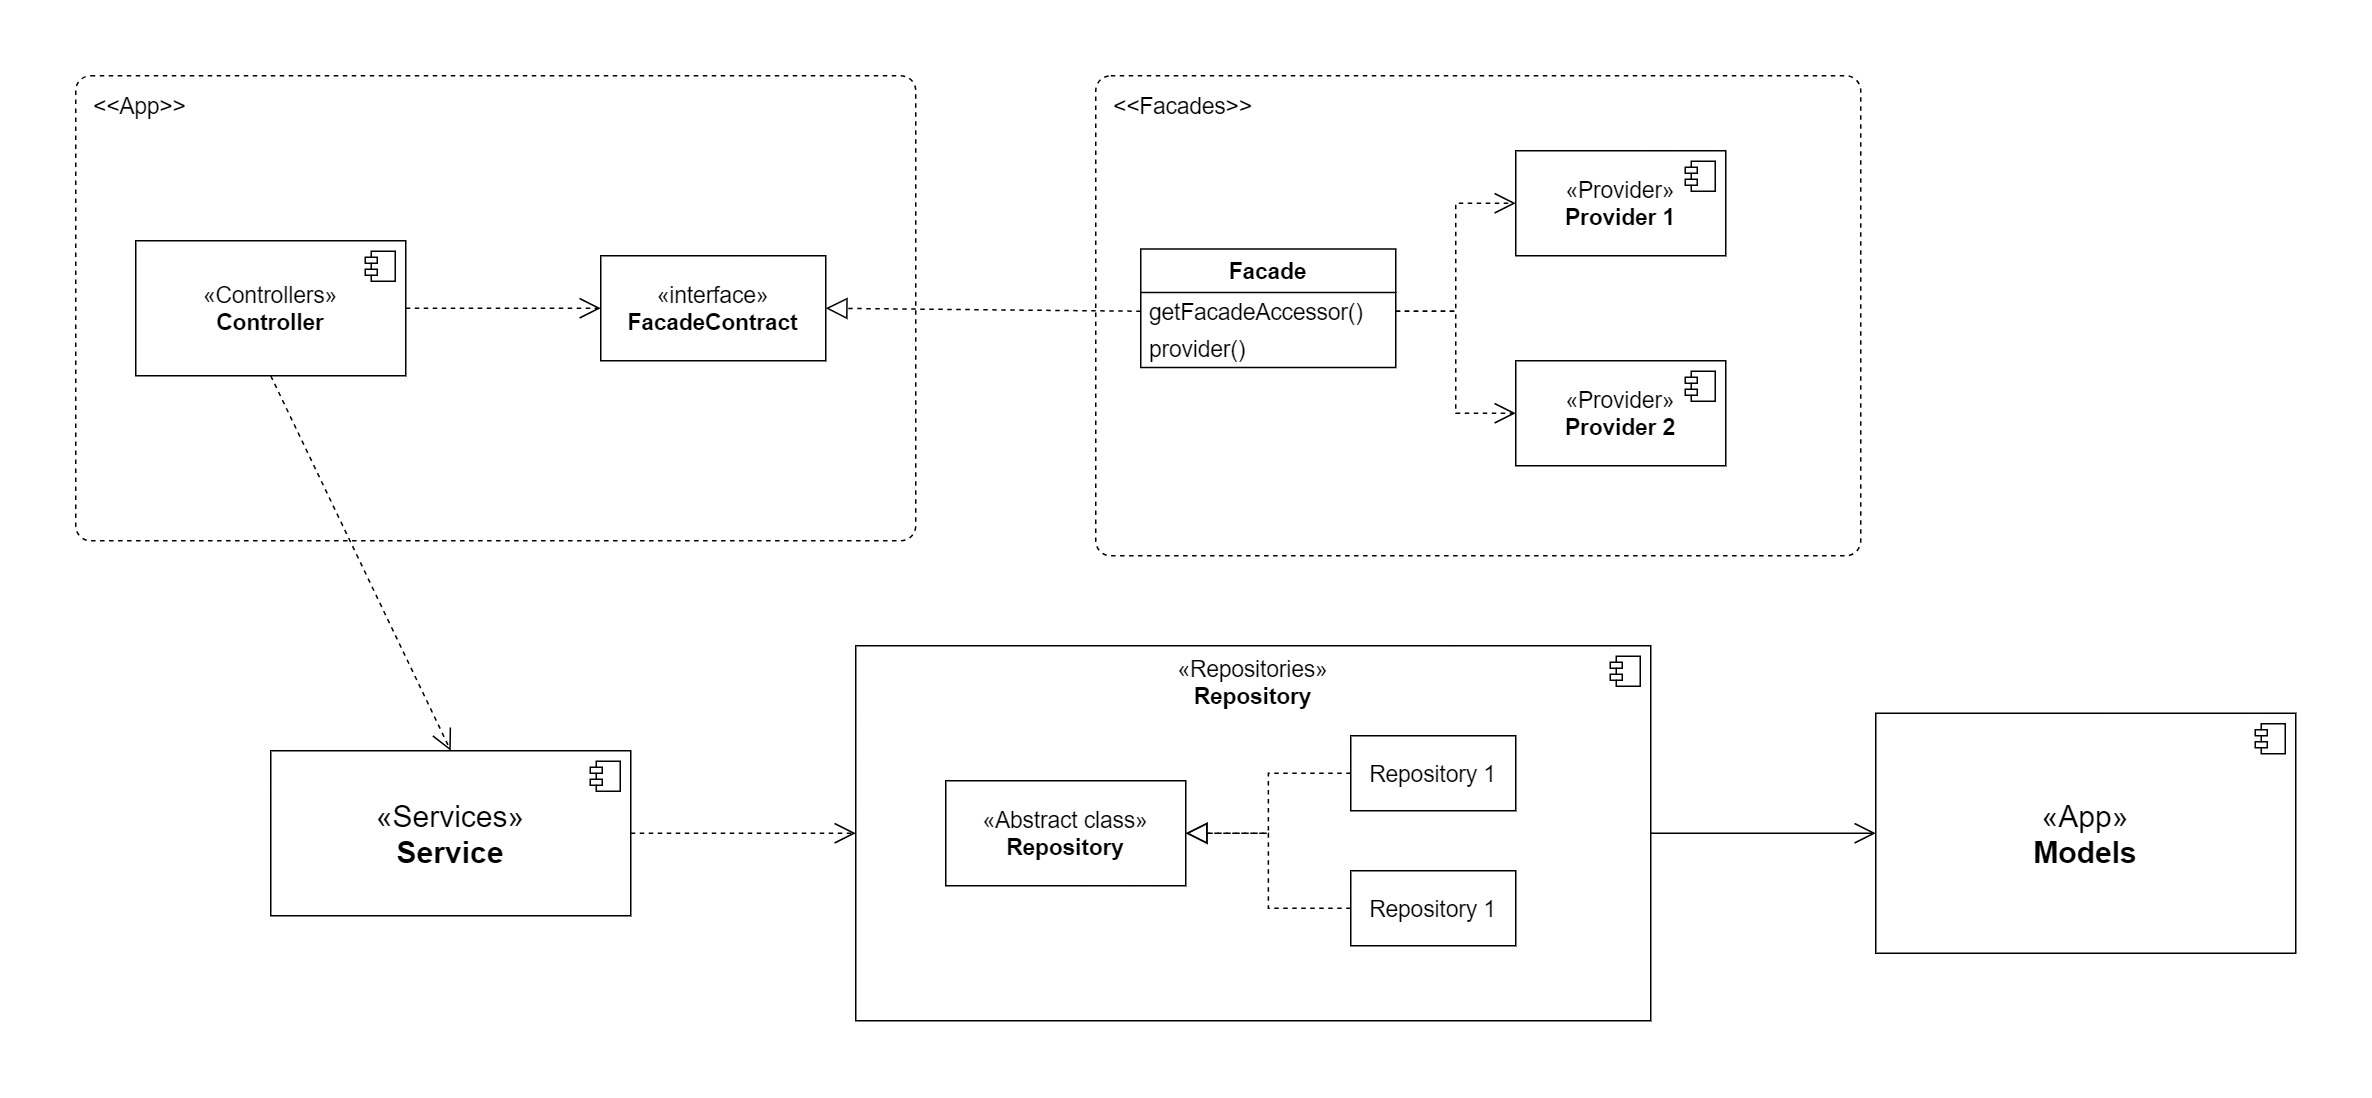 <<App>>
<<Facades>>
«Provider»
Provider 1
«Controllers»
Controller
«interface»
FacadeContract
Facade
getFacadeAccessor()
provider()
«Provider»
Provider 2
«Repositories»
Repository
«Services»
Service
«Abstract class»
Repository
Repository 1
Repository 1
«App»
Models